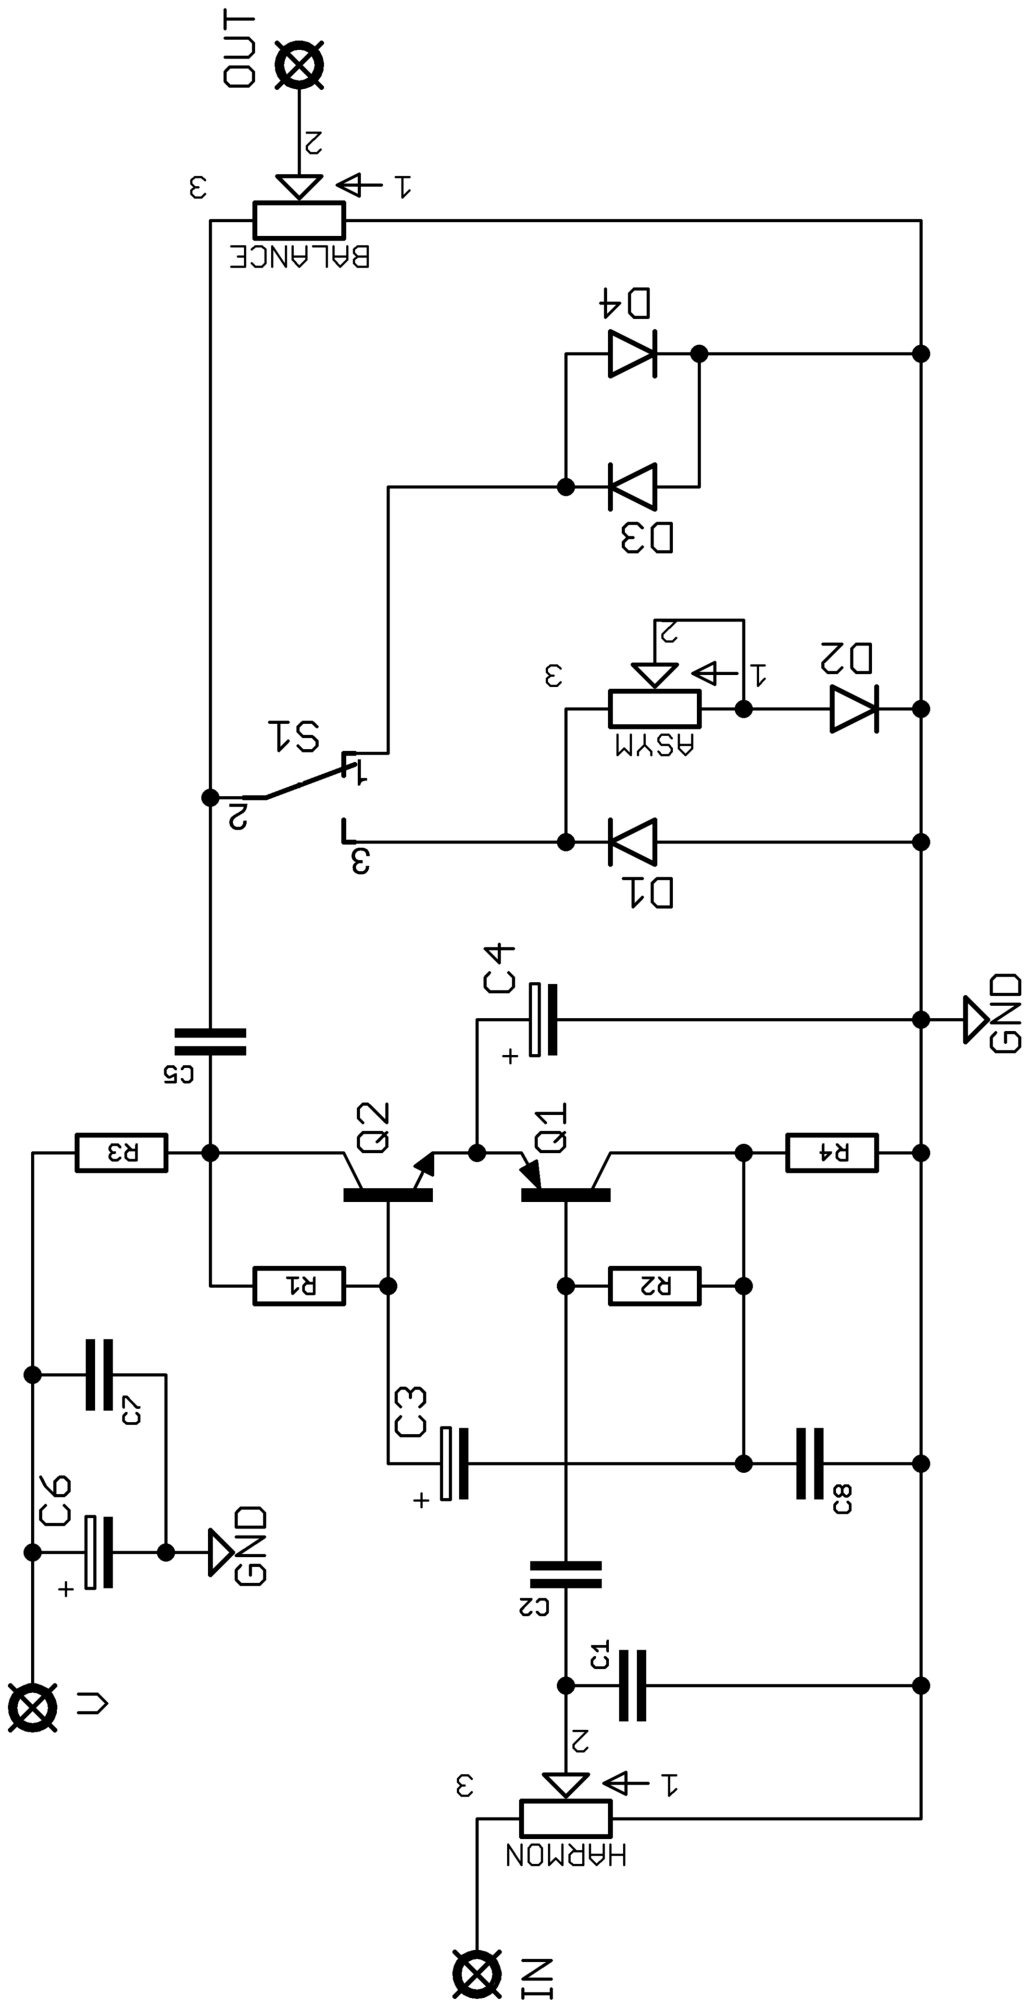 OUT
2
3
1
BALANCE
D4
D3
2
3
1
D2
ASYM
S1
1
2
3
D1
C4
+
GND
C5
R3
Q2
Q1
R4
R1
R2
C7
C3
+
C6
+
GND
C8
C2
C1
V
2
3
1
HARMON
IN